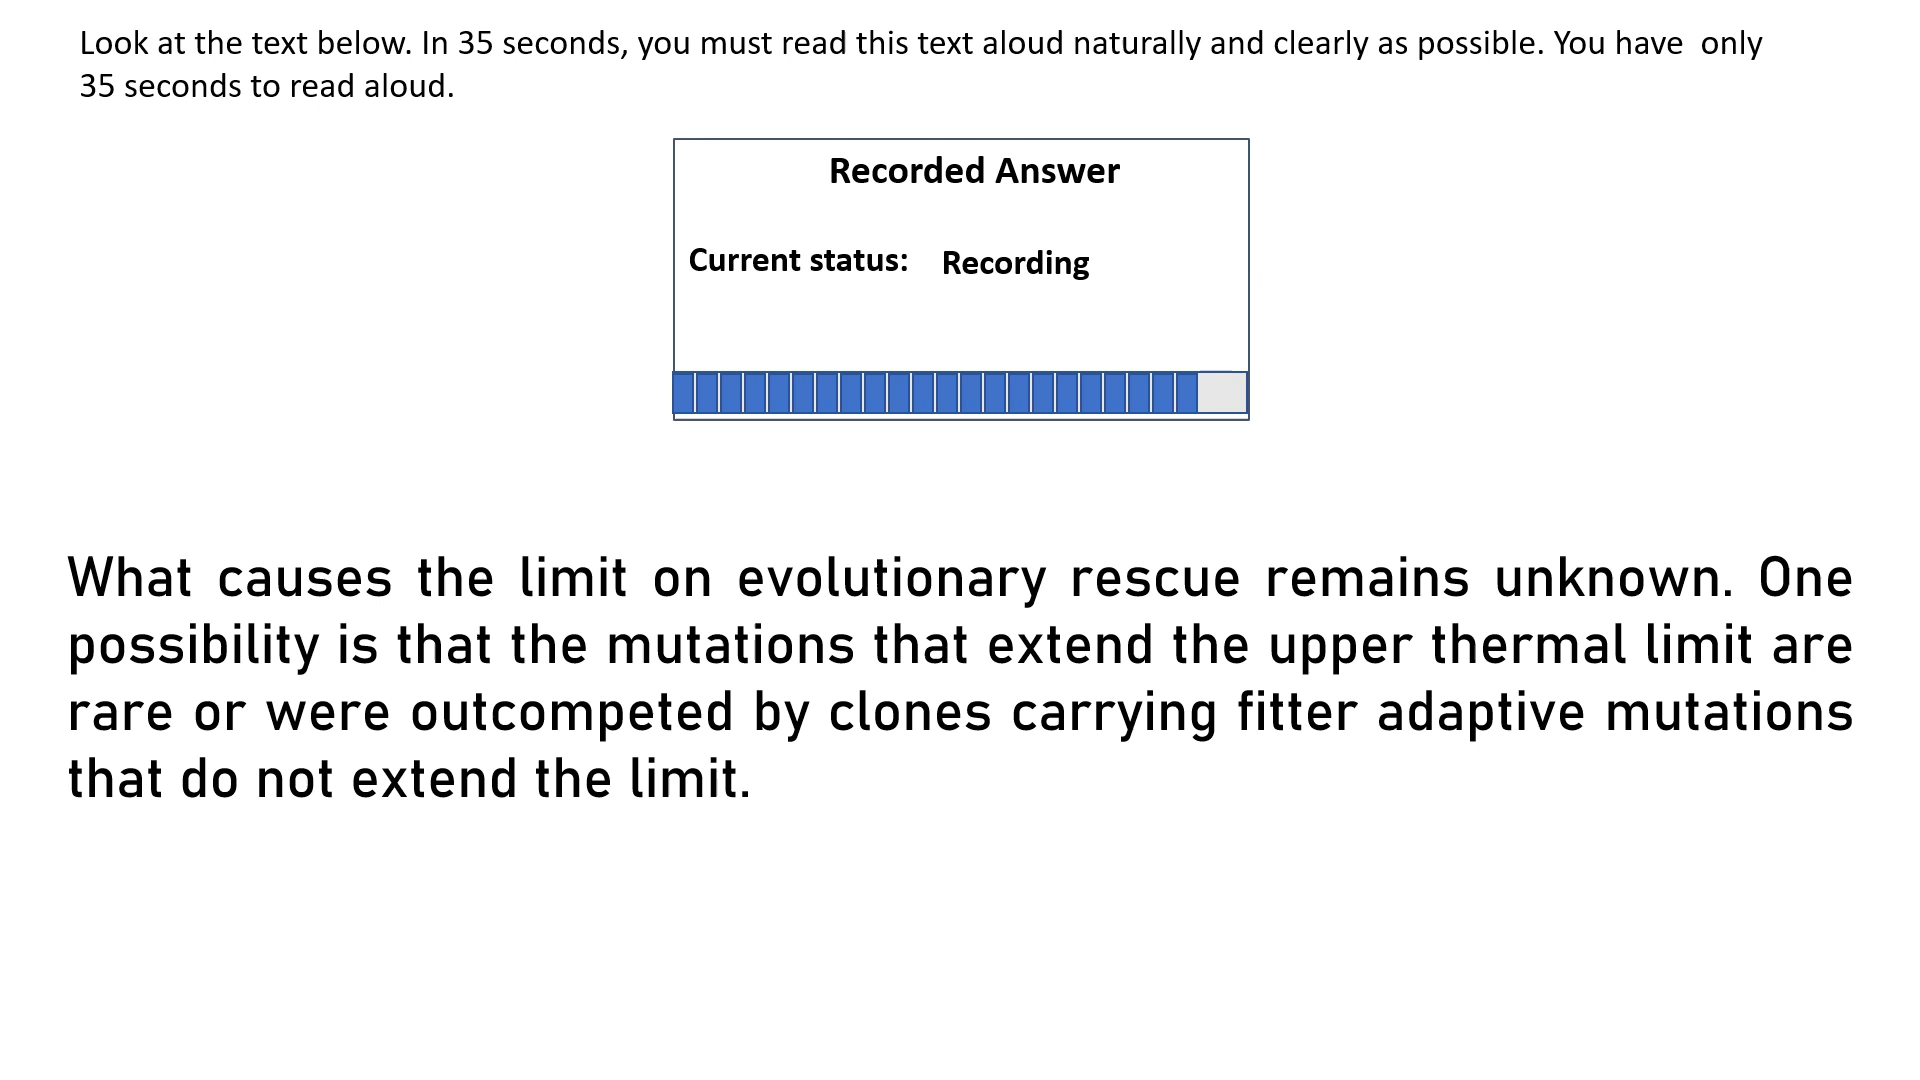 Look at the text below. In 35 seconds, you must read this text aloud naturally and clearly as possible. You have  only
35 seconds to read aloud.
Recorded Answer
Current status: Recording
What causes the limit on evolutionary rescue remains unknown. One
possibility is that the mutations that extend the upper thermal limit are
rare or were outcompeted by clones carrying fitter adaptive mutations
that do not extend the limit.